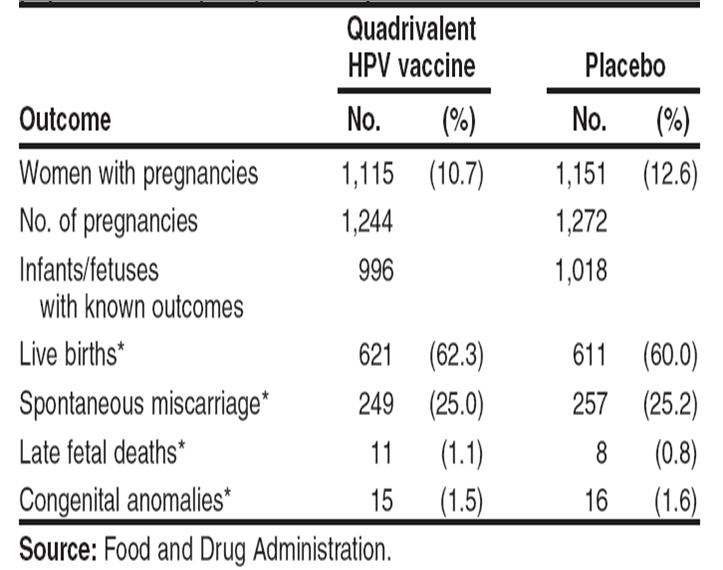 Quadrivalent
HPV vaccine Placebo
Outcome No. (%) No. (%)
Women with pregnancies 1,115 (10.7) 1,151 (12.6)
No. of pregnancies 1,244 1,272
Infants/fetuses 996 1,018
with known outcomes
Live births* 621 (62.3) 611 (60.0)
Spontaneous miscarriage* 249 (25.0) 257 (25.2)
Late fetal deaths* 11 (1.1) 8 (0.8)
Congenital anomalies* 15 (1.5) 16 (1.6)
Source: Food and Drug Administration.